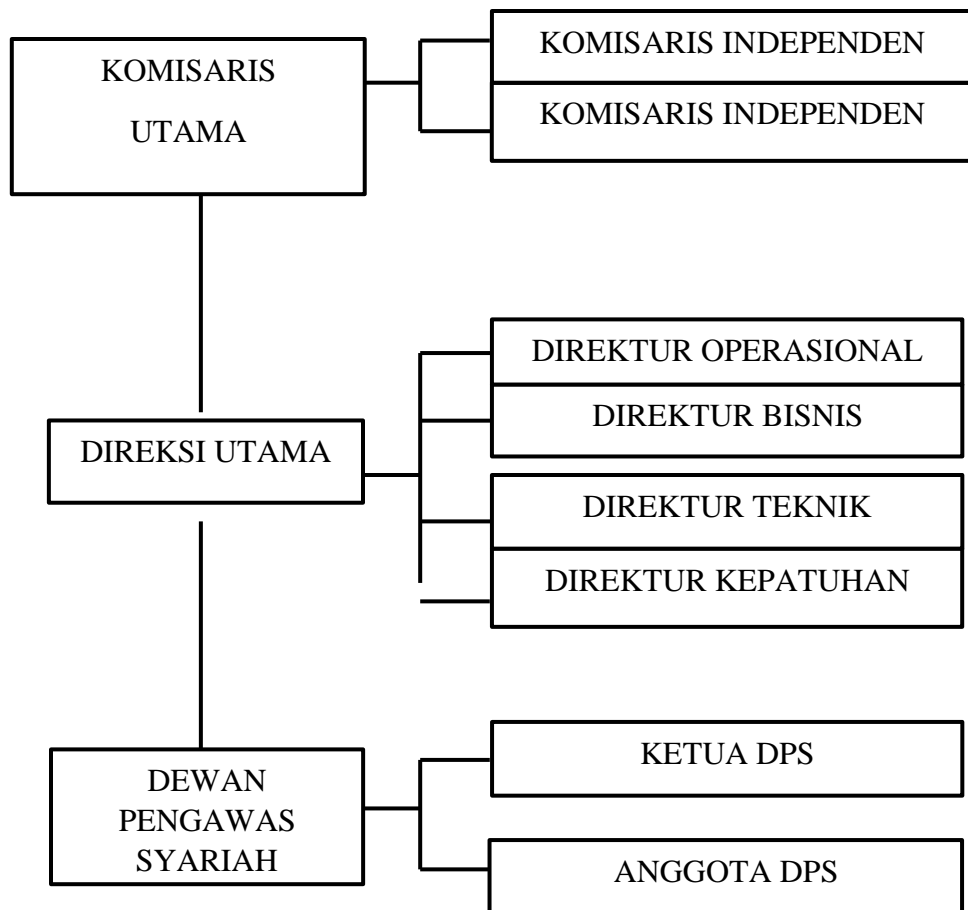 KOMISARIS
UTAMA
KOMISARIS INDEPENDEN
KOMISARIS INDEPENDEN
DIREKSI UTAMA
DIREKTUR OPERASIONAL
DIREKTUR BISNIS
DIREKTUR TEKNIK
DIREKTUR KEPATUHAN
DEWAN
PENGAWAS
SYARIAH
KETUA DPS
ANGGOTA DPS